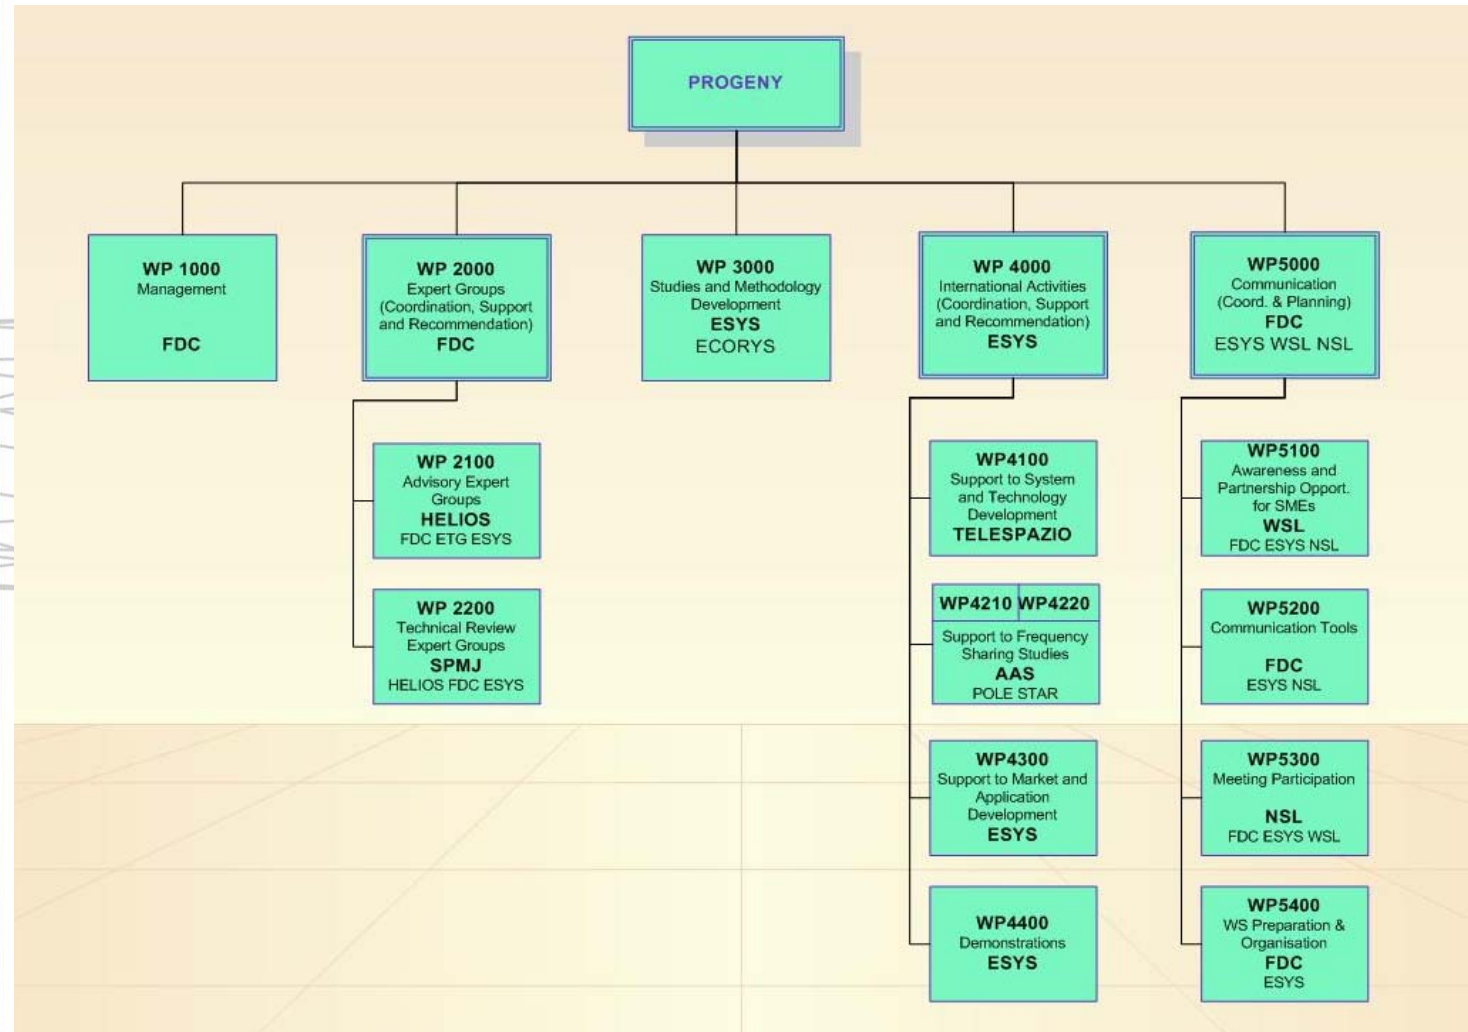 PROGENY
WP 1000
Management
FDC
WP 2000
Expert Groups
(Coordination, Support
and Recommendation)
FDC
WP 3000
Studies and Methodology
Development
ESYS
ECORYS
WP 4000
International Activities
(Coordination, Support
and Recommendation)
ESYS
WP5000
Communication
(Coord. & Planning)
FDC
ESYS WSL NSL
WP 2100
Advisory Expert
Groups
HELIOS
FDC ETG ESYS
WP 2200
Technical Review
Expert Groups
SPMJ
HELIOS FDC ESYS
WP4100
Support to System
and Technology
Development
TELESPAZIO
WP4210 WP4220
Support to Frequency
Sharing Studies
AAS
POLE STAR
WP4300
Support to Market and
Application
Development
ESYS
WP4400
Demonstrations
ESYS
WP5100
Awareness and
Partnership Opport.
for SMEs
WSL
FDC ESYS NSL
WP5200
Communication Tools
FDC
ESYS NSL
WP5300
Meeting Participation
NSL
FDC ESYS WSL
WP5400
WS Preparation &
Organisation
FDC
ESYS